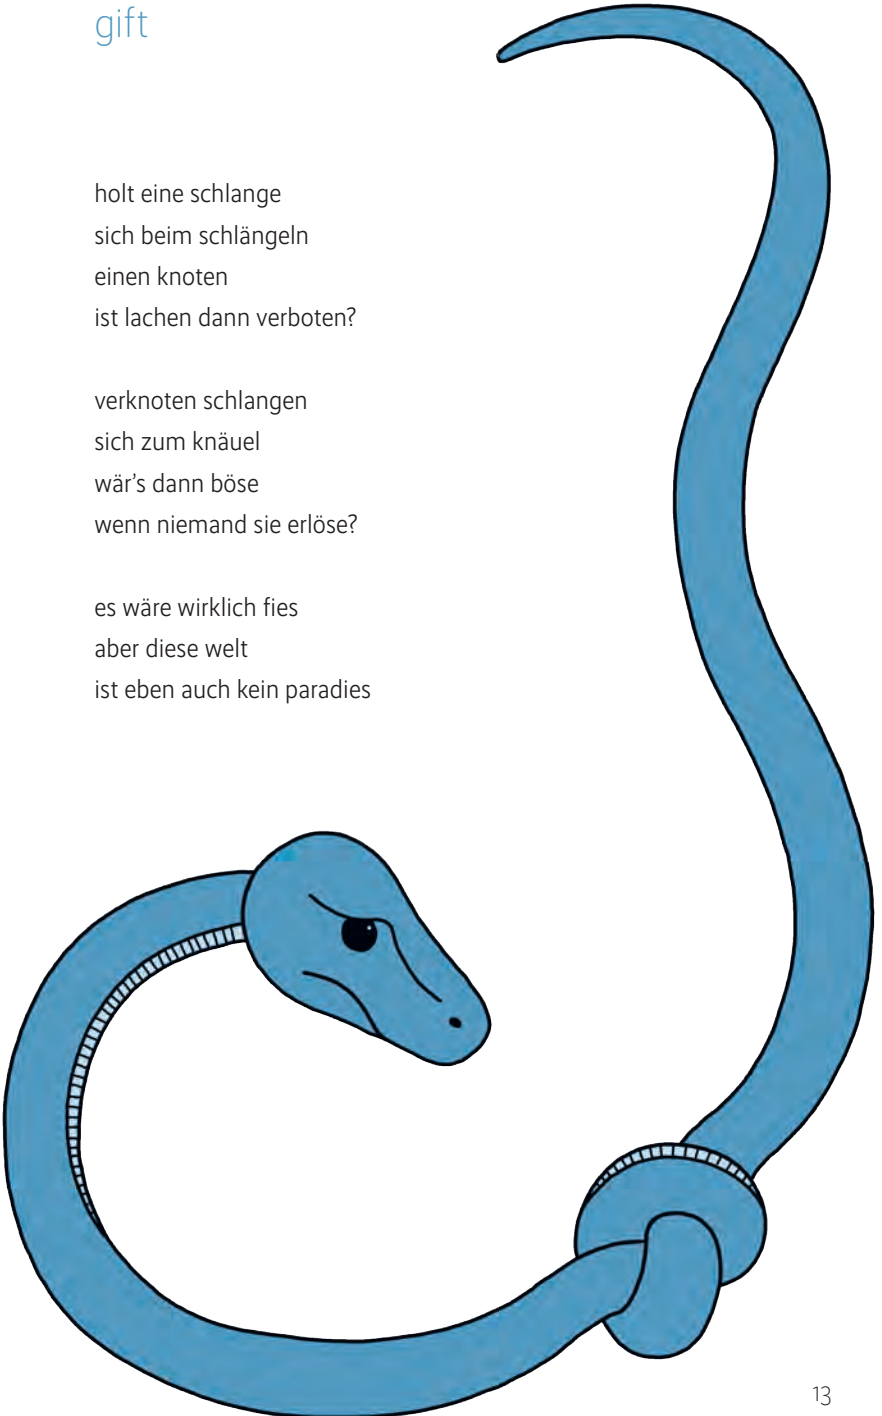 gift
holt eine schlange
sich beim schlängeln
einen knoten
ist lachen dann verboten?
verknoten schlangen
sich zum knäuel
wär's dann böse
wenn niemand sie erlöse?
es wäre wirklich fies
aber diese welt
ist eben auch kein paradies
13